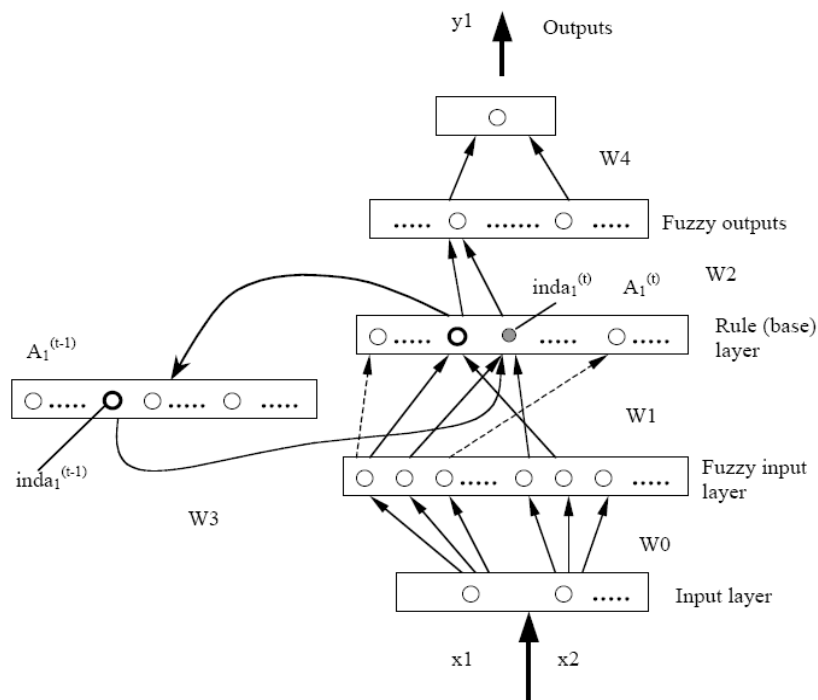 y1 Outputs
W4
Fuzzy outputs
W2
inda₁⁽ᵗ⁾ A₁⁽ᵗ⁾
Rule (base)
layer
A₁⁽ᵗ⁻¹⁾
W1
inda₁⁽ᵗ⁻¹⁾
Fuzzy input
layer
W3
W0
Input layer
x1 x2